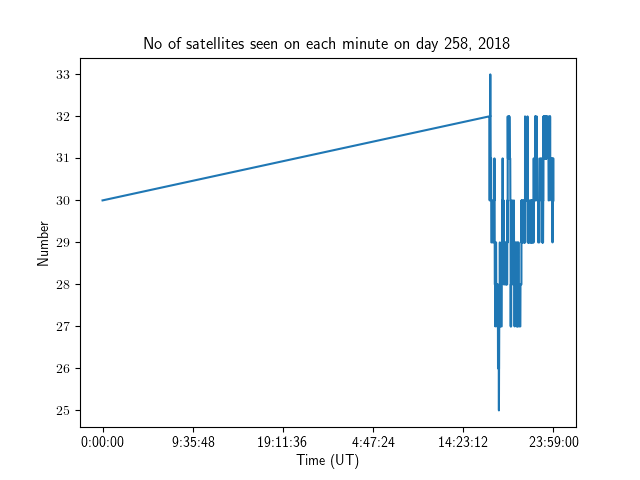 No of satellites seen on each minute on day 258, 2018
33
32
31
30
29
28
27
26
25
Number
0:00:00 9:35:48 19:11:36 4:47:24 14:23:12 23:59:00
Time (UT)